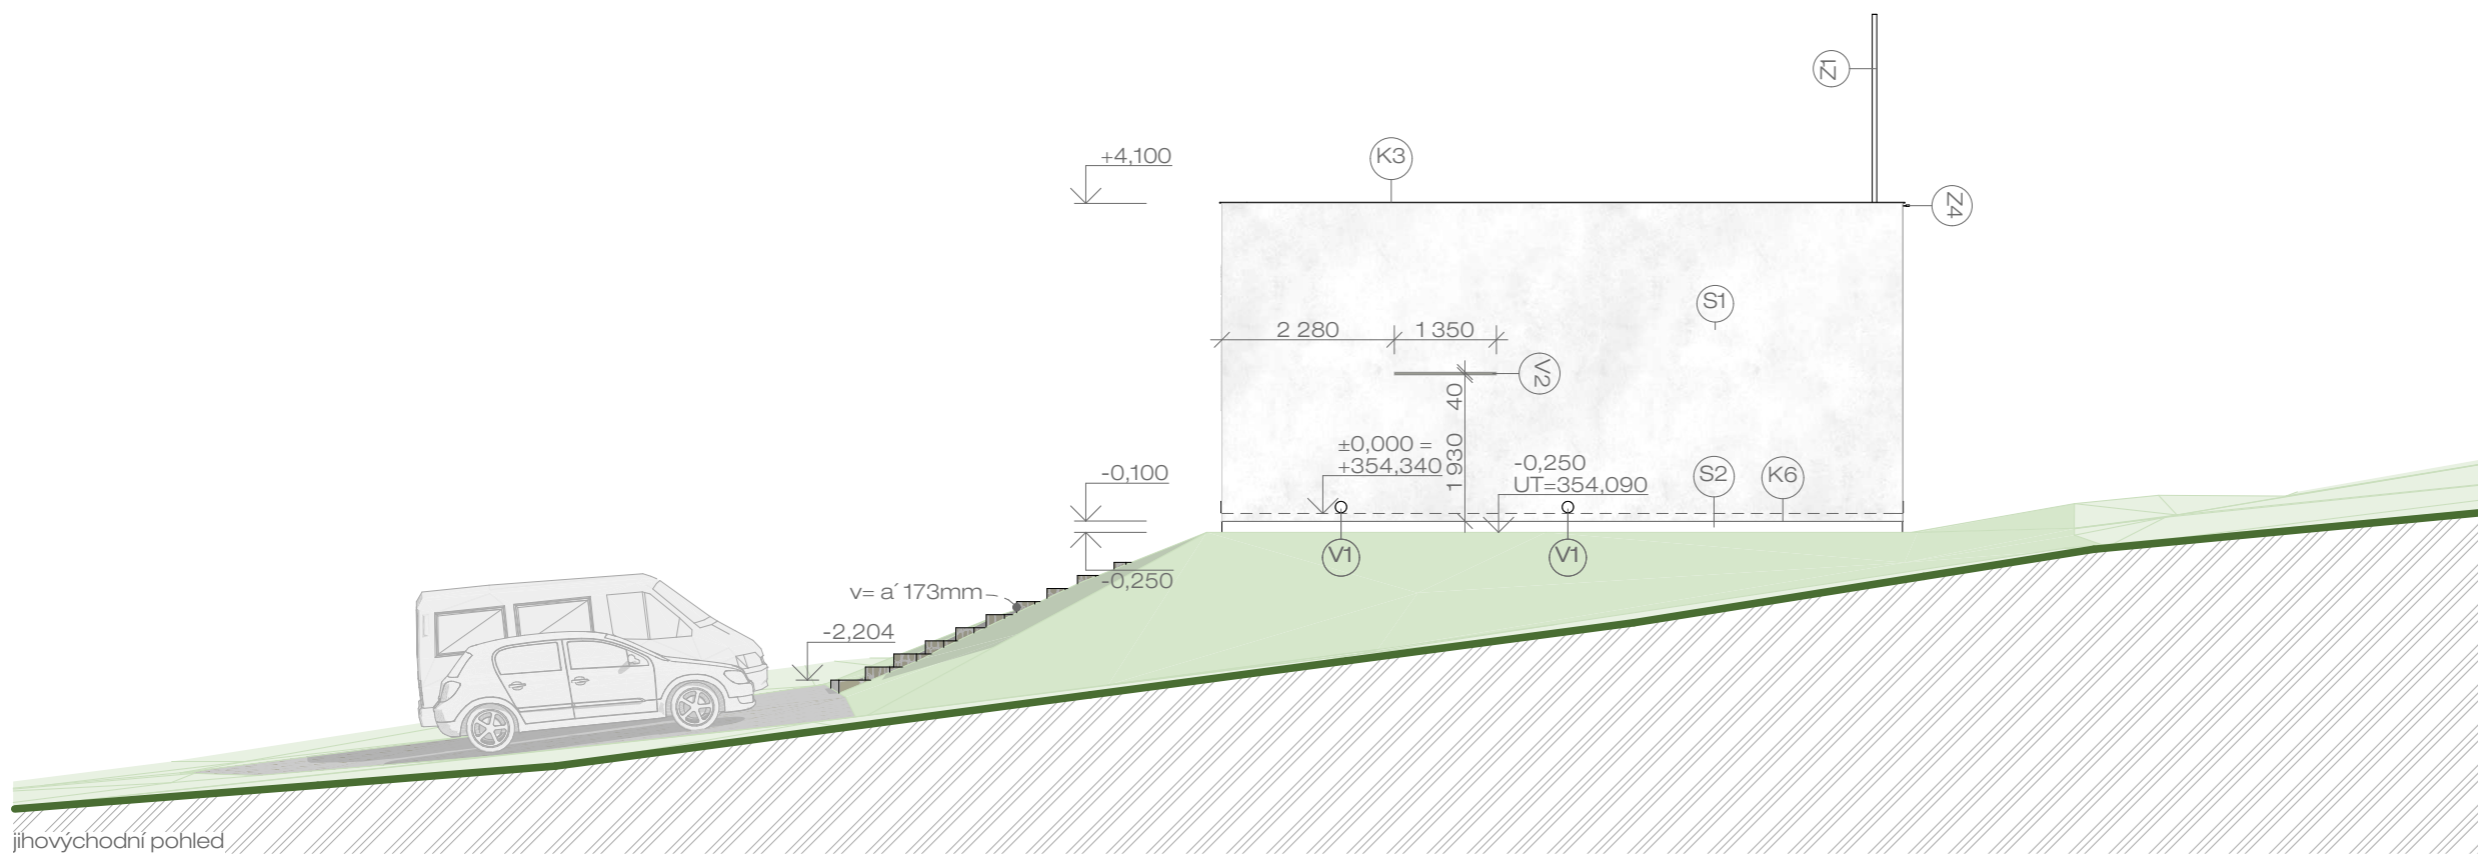 Z1
+4,100
K3
Z4
S1
2 280
1 350
V2
40
±0,000 =
+354,340
1 930
-0,250
UT=354,090
-0,100
S2
K6
V1
V1
-0,250
v= a´173mm
-2,204
jihovýchodní pohled